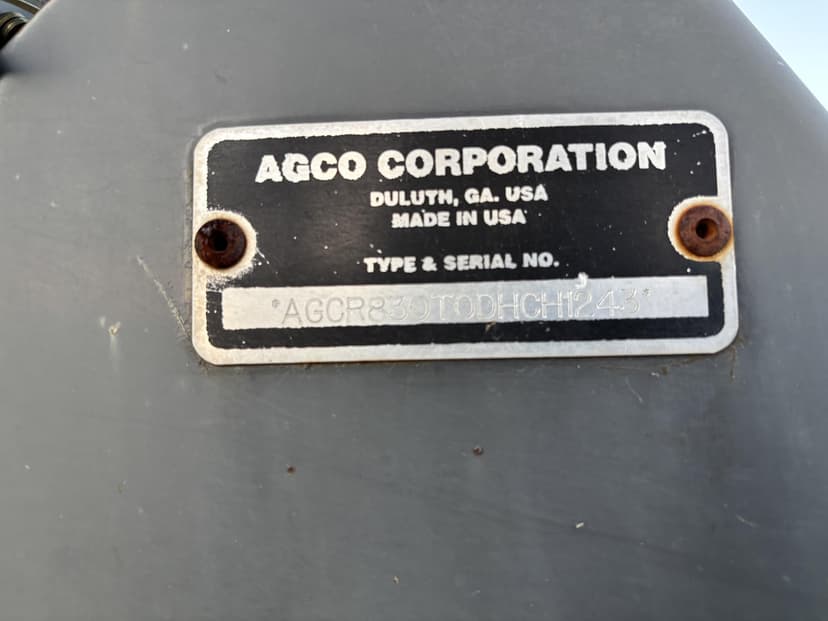 AGCO CORPORATION
DULUTH, GA. USA
MADE IN USA
TYPE & SERIAL NO.
*AGCR830TODHCH1243*